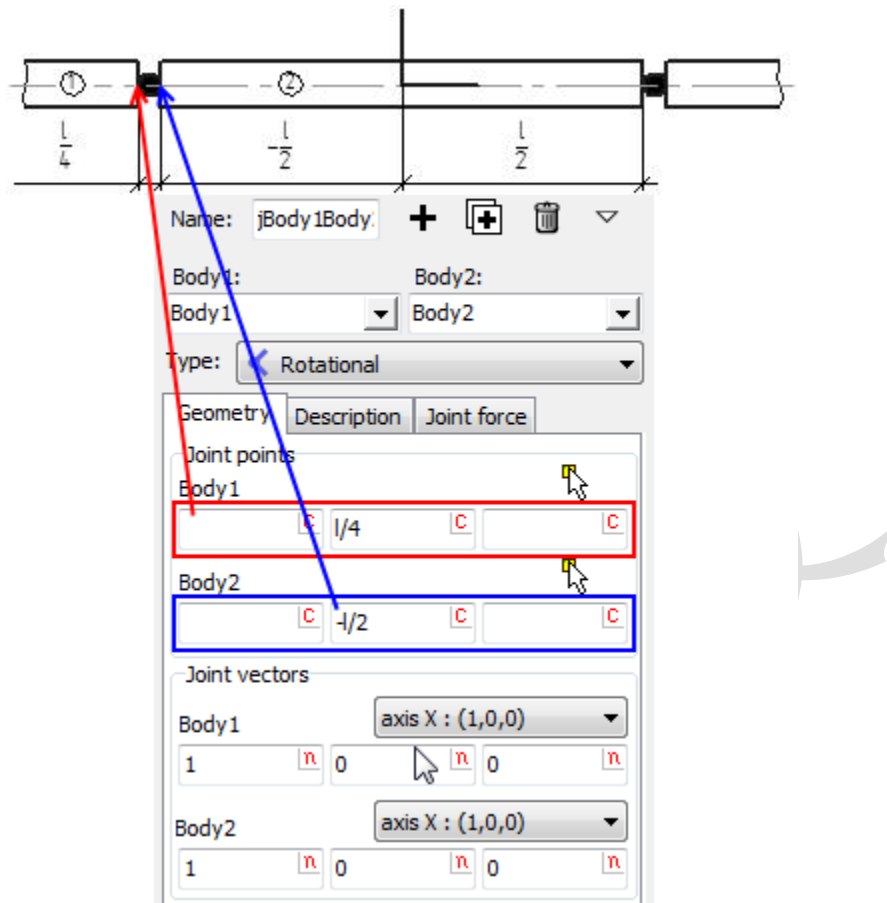 1 2
l/4 -l/2 l/2
Name: jBody1Body
Body1: Body2:
Body1 Body2
Type: Rotational
Geometry Description Joint force
Joint points
Body1
C l/4 C C
Body2
C -l/2 C C
Joint vectors
Body1 axis X : (1,0,0)
1 n 0 n 0 n
Body2 axis X : (1,0,0)
1 n 0 n 0 n